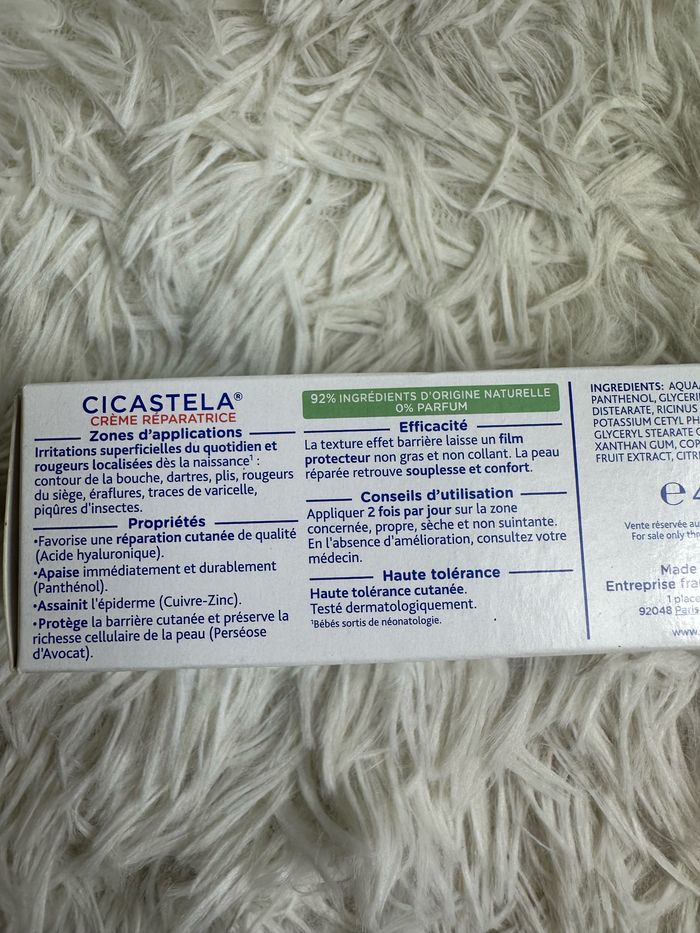 CICASTELA®
CRÈME RÉPARATRICE
Zones d'applications
Irritations superficielles du quotidien et
rougeurs localisées dès la naissance¹ :
contour de la bouche, dartres, plis, rougeurs
du siège, éraflures, traces de varicelle,
piqûres d'insectes.
Propriétés
•Favorise une réparation cutanée de qualité
(Acide hyaluronique).
•Apaise immédiatement et durablement
(Panthénol).
•Assainit l'épiderme (Cuivre-Zinc).
•Protège la barrière cutanée et préserve la
richesse cellulaire de la peau (Perséose
d'Avocat).
92% INGRÉDIENTS D'ORIGINE NATURELLE
0% PARFUM
Efficacité
La texture effet barrière laisse un film
protecteur non gras et non collant. La peau
réparée retrouve souplesse et confort.
Conseils d'utilisation
Appliquer 2 fois par jour sur la zone
concernée, propre, sèche et non suintante.
En l'absence d'amélioration, consultez votre
médecin.
Haute tolérance
Haute tolérance cutanée.
Testé dermatologiquement.
¹Bébés sortis de néonatologie.
INGREDIENTS: AQUA
PANTHENOL, GLYCERI
DISTEARATE, RICINUS
POTASSIUM CETYL PH
GLYCERYL STEARATE
XANTHAN GUM, COP
FRUIT EXTRACT, CITRI
e 4
Vente réservée au
For sale only thr
Made
Entreprise fra
1 place
92048 Paris
www.